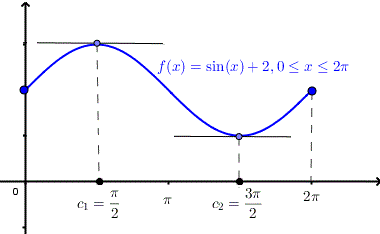 f(x) = sin(x) + 2, 0 ≤ x ≤ 2π
0
c₁ = π/2
π
c₂ = 3π/2
2π